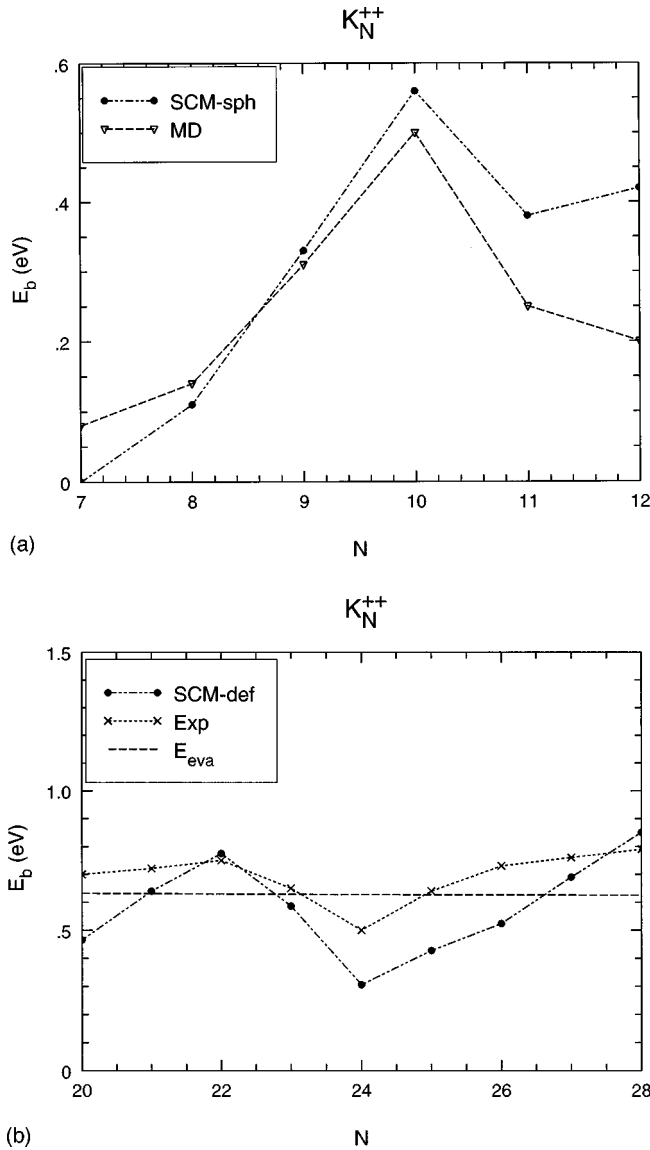 K_N^{++}
.6
SCM-sph
MD
.4
E_b (eV)
.2
0
7 8 9 10 11 12
(a)
N
K_N^{++}
1.5
SCM-def
Exp
E_eva
1.0
E_b (eV)
0.5
0
20 22 24 26 28
(b)
N